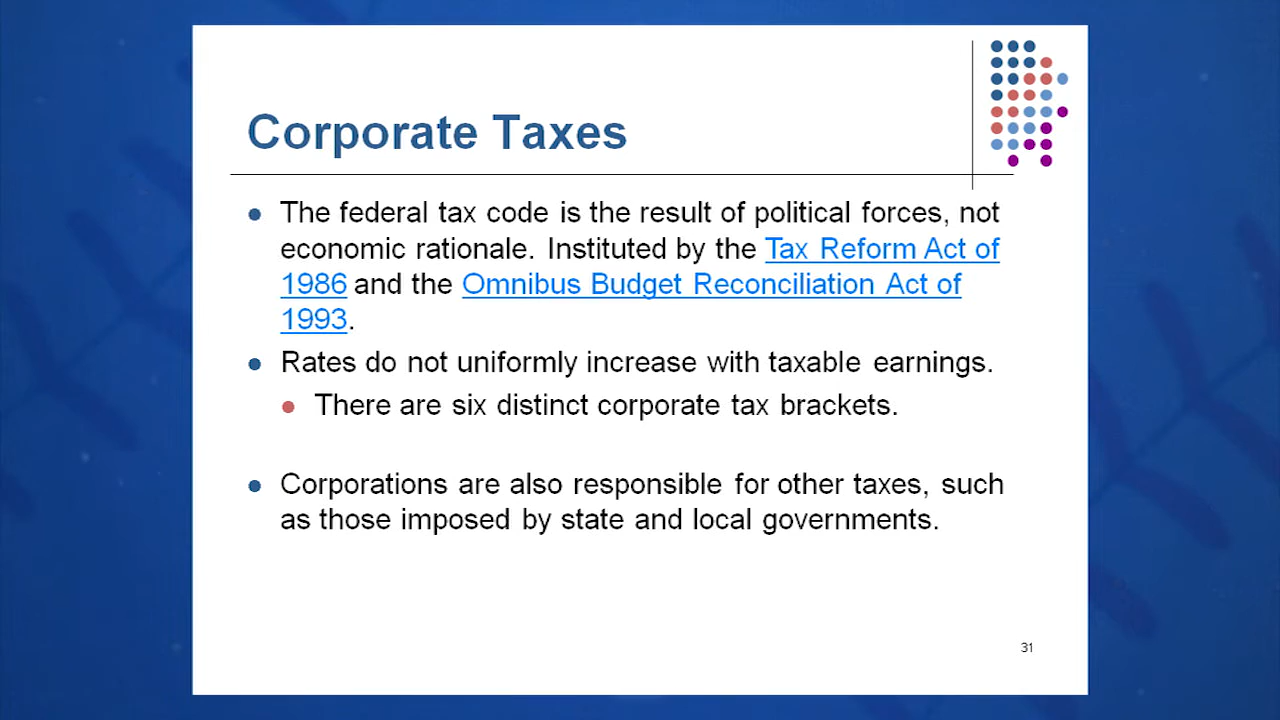 Corporate Taxes
The federal tax code is the result of political forces, not
economic rationale. Instituted by the Tax Reform Act of
1986 and the Omnibus Budget Reconciliation Act of
1993.
Rates do not uniformly increase with taxable earnings.
There are six distinct corporate tax brackets.
Corporations are also responsible for other taxes, such
as those imposed by state and local governments.
31